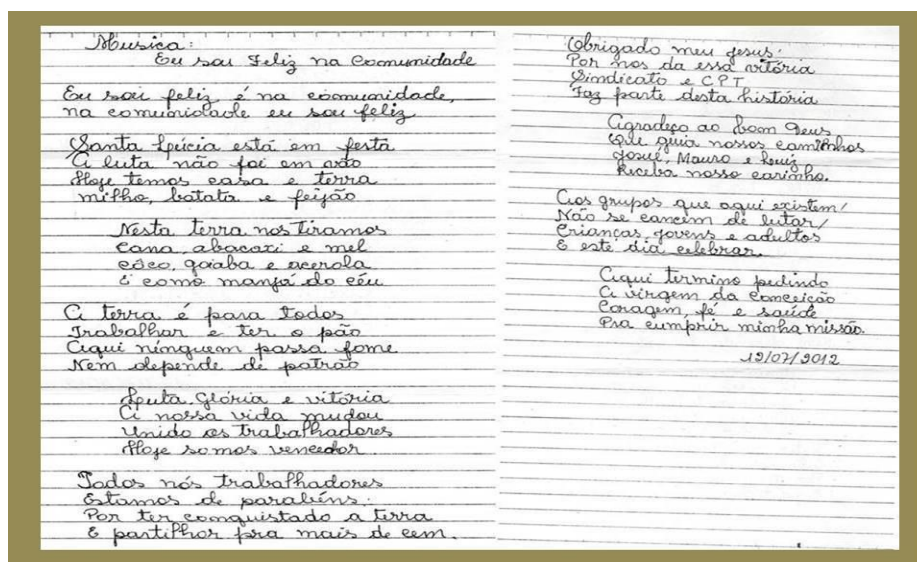 Musica:
Eu sou Feliz na Comunidade
Eu sou feliz é na comunidade,
na comunidade eu sou feliz
Santa Lúcia está em festa
A luta não foi em vão
Hoje temos casa e terra
milho, batata e feijão
Nesta terra nos tiramos
Cana, abacaxi e mel
côco, goiaba e acerola
É como manjá do céu
A terra é para todos
Trabalhar e ter o pão
Aqui ninguem passa fome
Nem depende de patrão
Luta, Glória e vitória
A nossa vida mudou
Unido os trabalhadores
Hoje somos vencedor
Todos nós trabalhadores
Estamos de parabéns.
Por ter conquistado a terra
E partilhar pra mais de cem.
Obrigado meu Jesus.
Por nos da essa vitória
Sindicato e CPT
Faz parte desta história
Agradeço ao bom Deus
Que guia nossos caminhos
Josué, Mauro e Luiz
Receba nosso carinho.
Aos grupos que aqui existem!
Não se cancem de lutar!
Crianças, jovens e adultos
E este dia celebrar.
Aqui termino pedindo
A virgem da Conceição
Coragem, fé e saúde
Pra cumprir minha missão.
12/07/2012